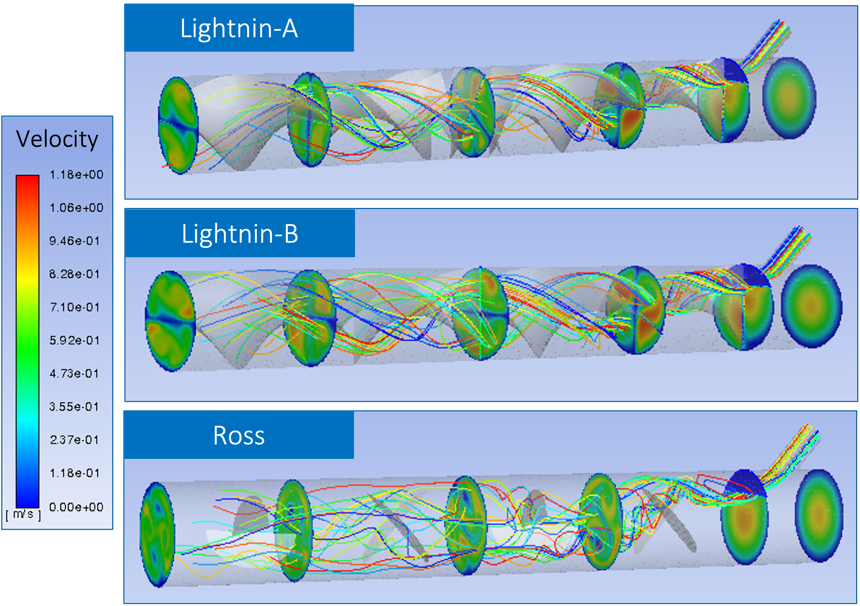 Lightnin-A
Velocity
1.18e+00
1.06e+00
9.46e-01
8.28e-01
7.10e-01
5.92e-01
4.73e-01
3.55e-01
2.37e-01
1.18e-01
0.00e+00
[ m/s ]
Lightnin-B
Ross